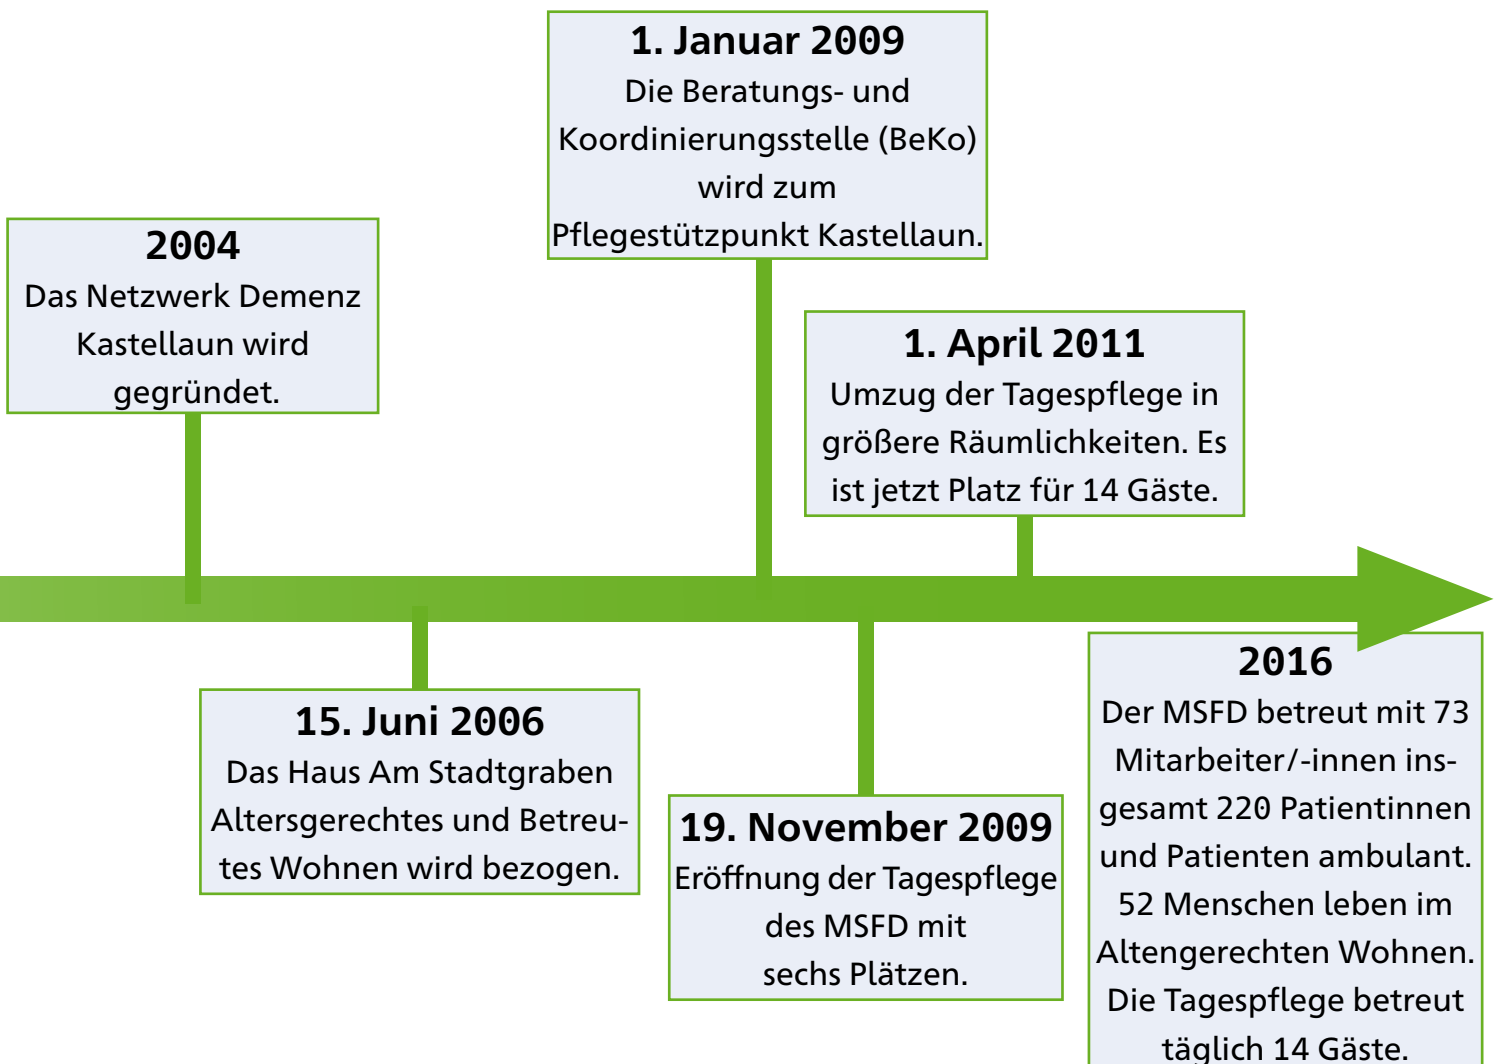 2004
Das Netzwerk Demenz
Kastellaun wird
gegründet.
15. Juni 2006
Das Haus Am Stadtgraben
Altersgerechtes und Betreu-
tes Wohnen wird bezogen.
1. Januar 2009
Die Beratungs- und
Koordinierungsstelle (BeKo)
wird zum
Pflegestützpunkt Kastellaun.
19. November 2009
Eröffnung der Tagespflege
des MSFD mit
sechs Plätzen.
1. April 2011
Umzug der Tagespflege in
größere Räumlichkeiten. Es
ist jetzt Platz für 14 Gäste.
2016
Der MSFD betreut mit 73
Mitarbeiter/-innen ins-
gesamt 220 Patientinnen
und Patienten ambulant.
52 Menschen leben im
Altengerechten Wohnen.
Die Tagespflege betreut
täglich 14 Gäste.